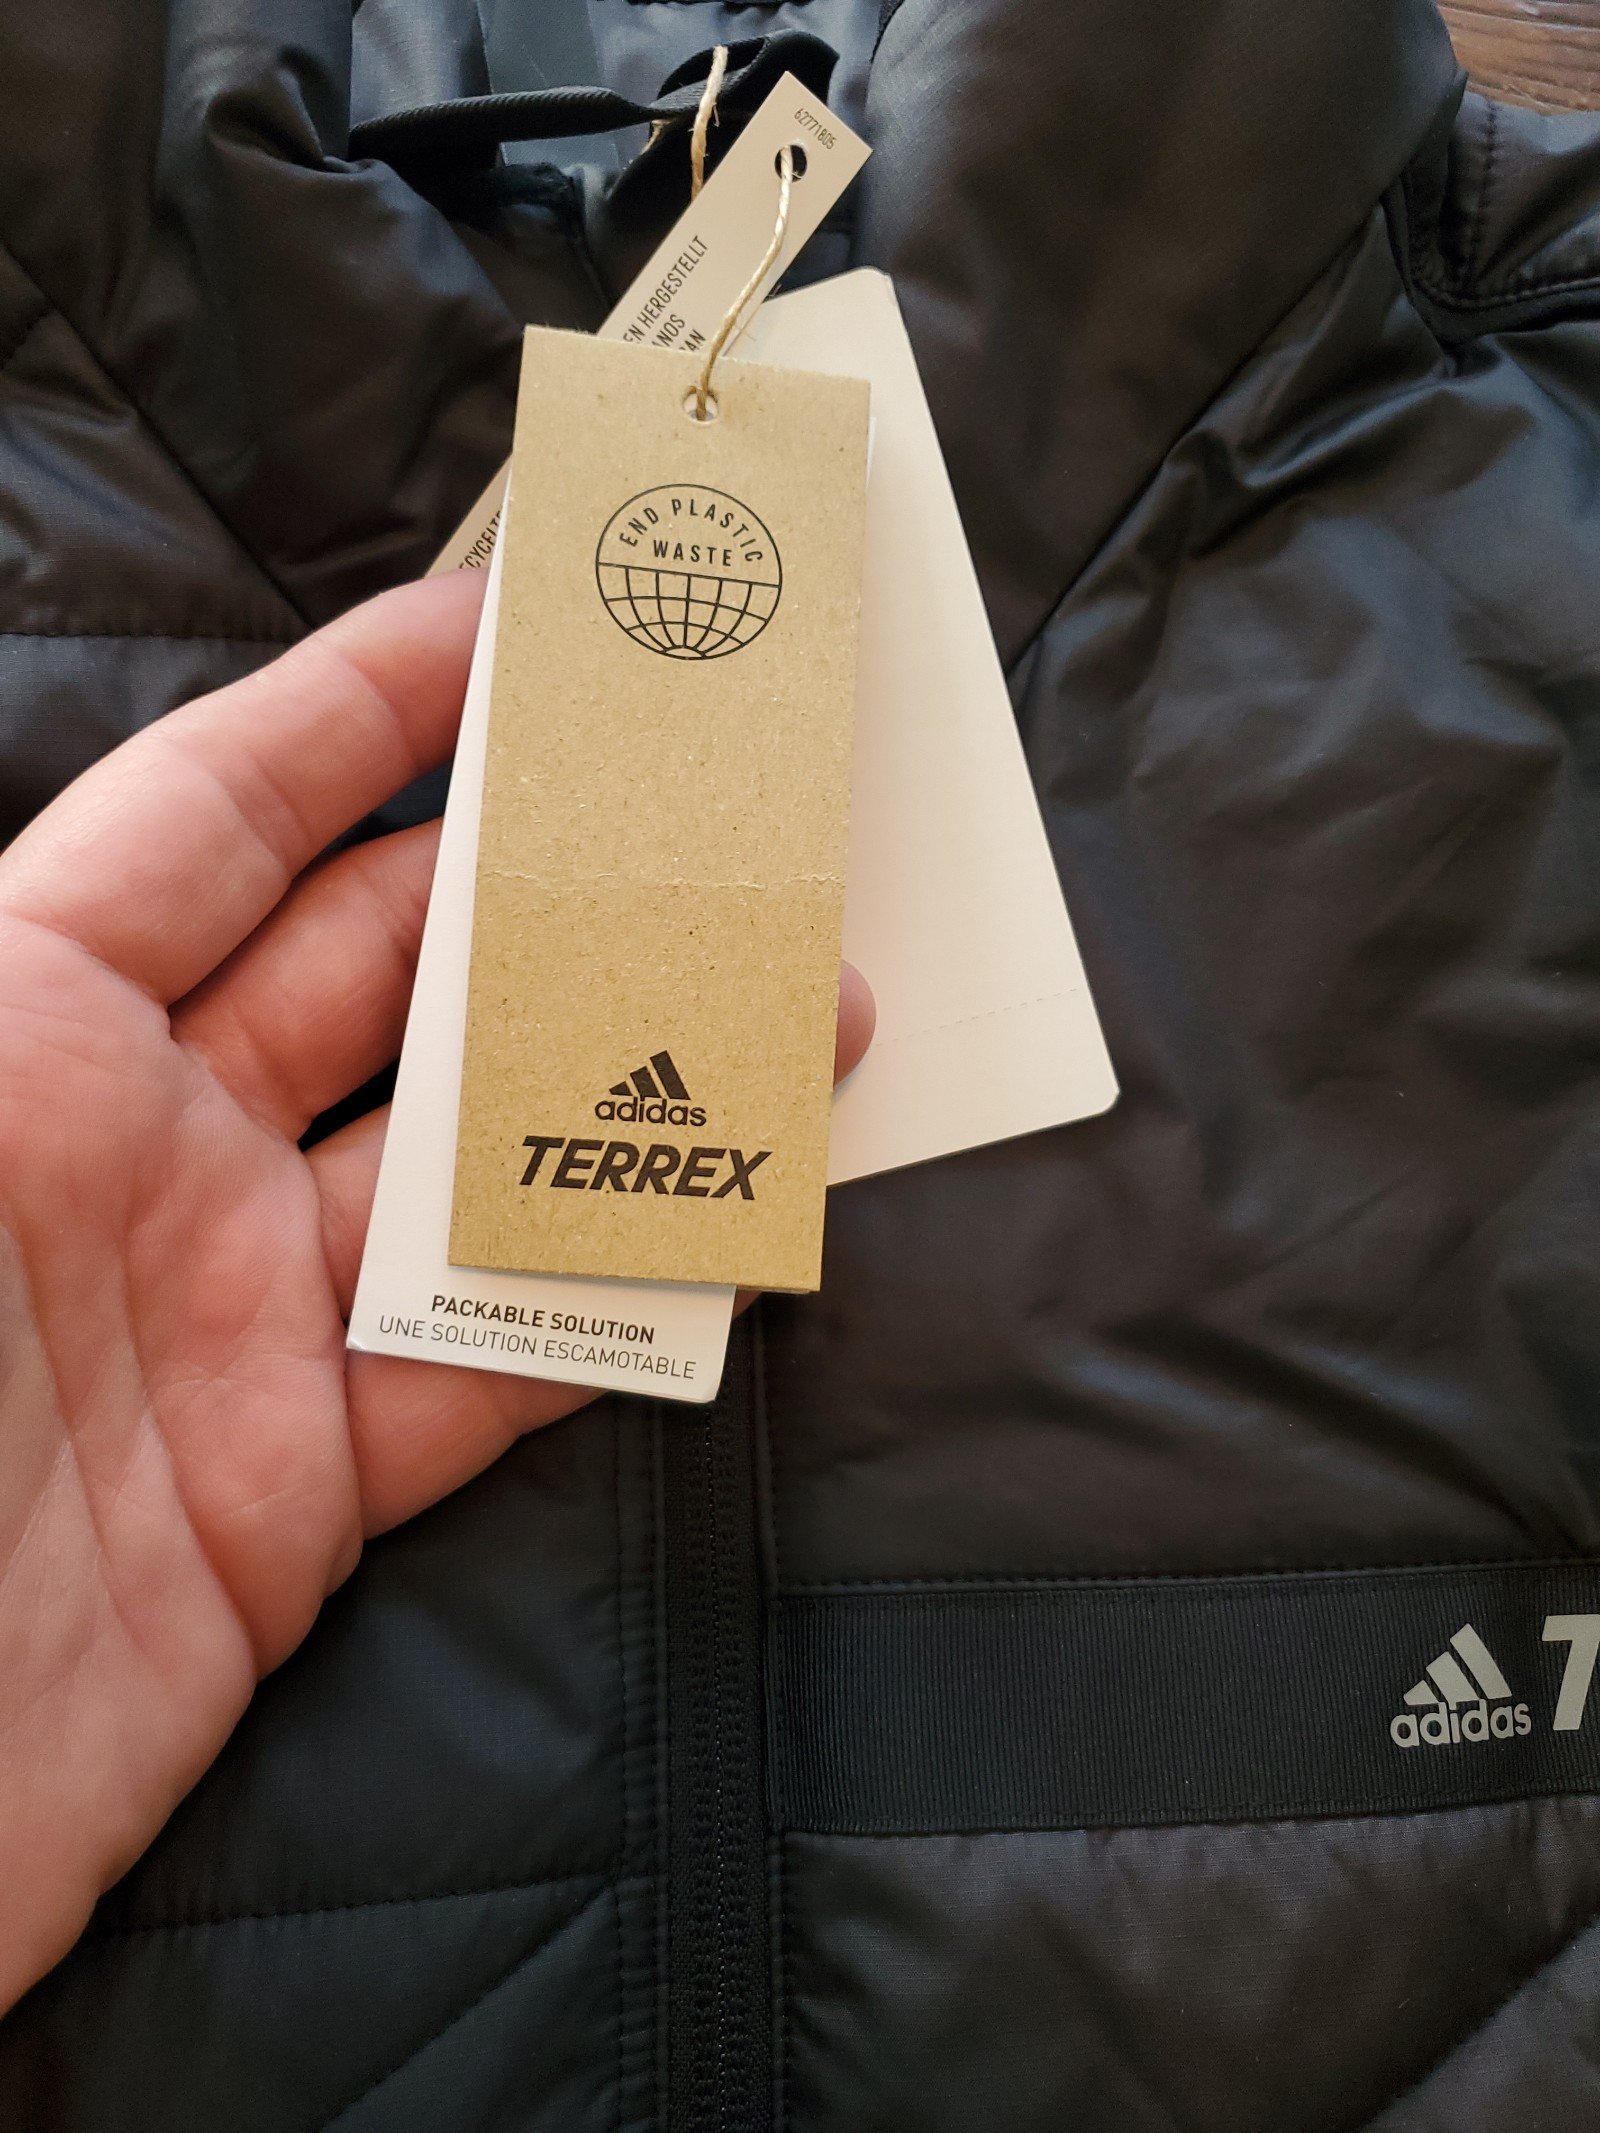 62771805
EN HERGESTELLT
END PLASTIC
WASTE
adidas
TERREX
PACKABLE SOLUTION
UNE SOLUTION ESCAMOTABLE
adidas T